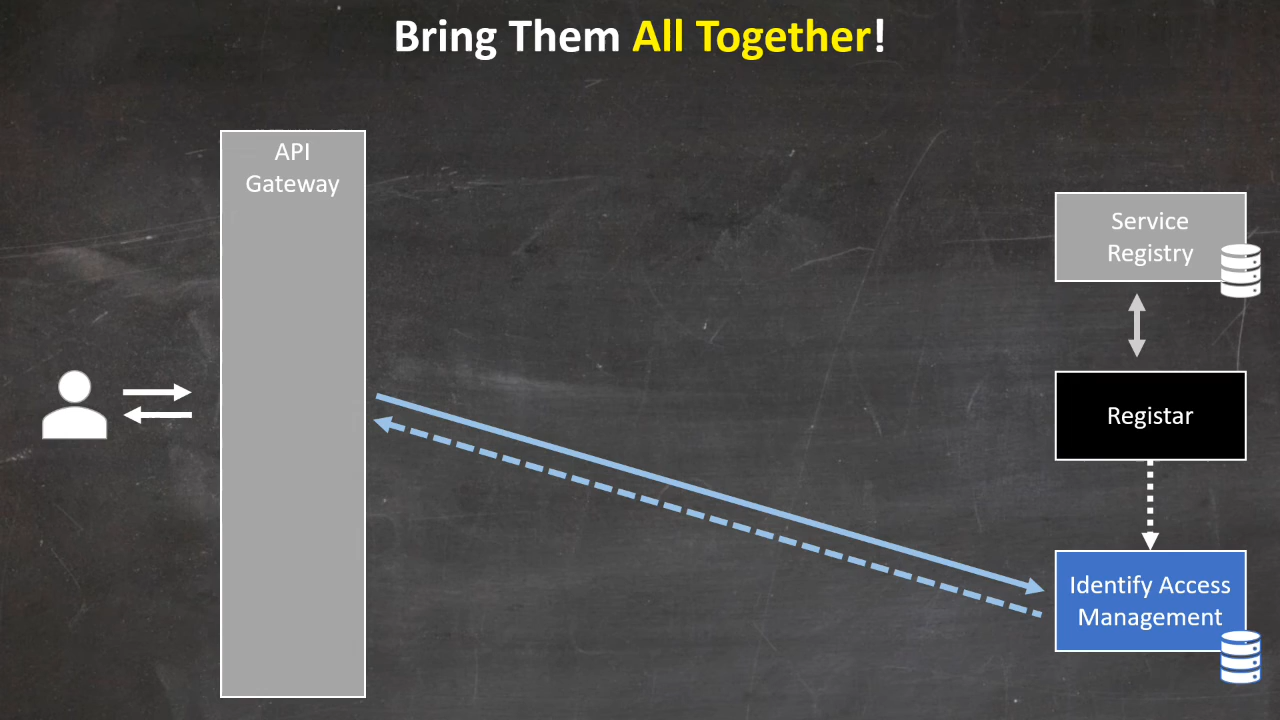 Bring Them All Together!
API
Gateway
Service
Registry
Registar
Identify Access
Management